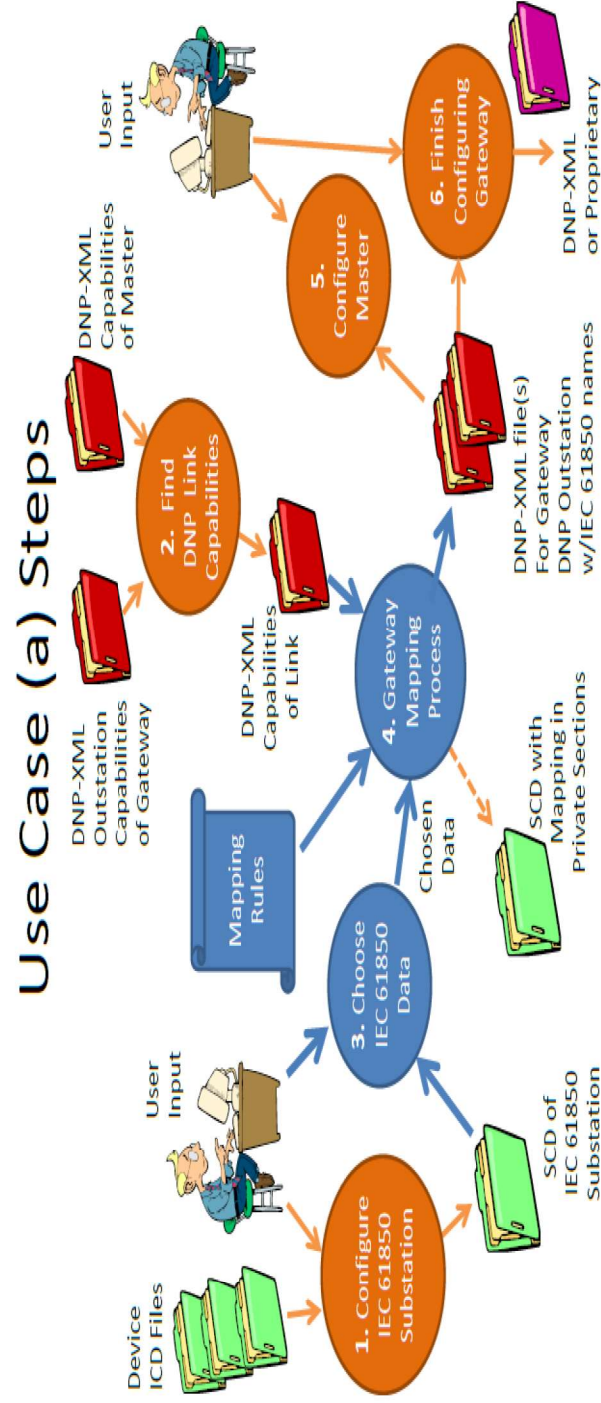 Use Case (a) Steps
Device
ICD Files
User
Input
1. Configure
IEC 61850
Substation
SCD of
IEC 61850
Substation
Mapping
Rules
3. Choose
IEC 61850
Data
Chosen
Data
DNP-XML
Outstation
Capabilities
of Gateway
DNP-XML
Capabilities
of Master
2. Find
DNP Link
Capabilities
DNP-XML
Capabilities
of Link
4. Gateway
Mapping
Process
SCD with
Mapping in
Private Sections
User
Input
5.
Configure
Master
DNP-XML file(s)
For Gateway
DNP Outstation
w/IEC 61850 names
6. Finish
Configuring
Gateway
DNP-XML
or Proprietary